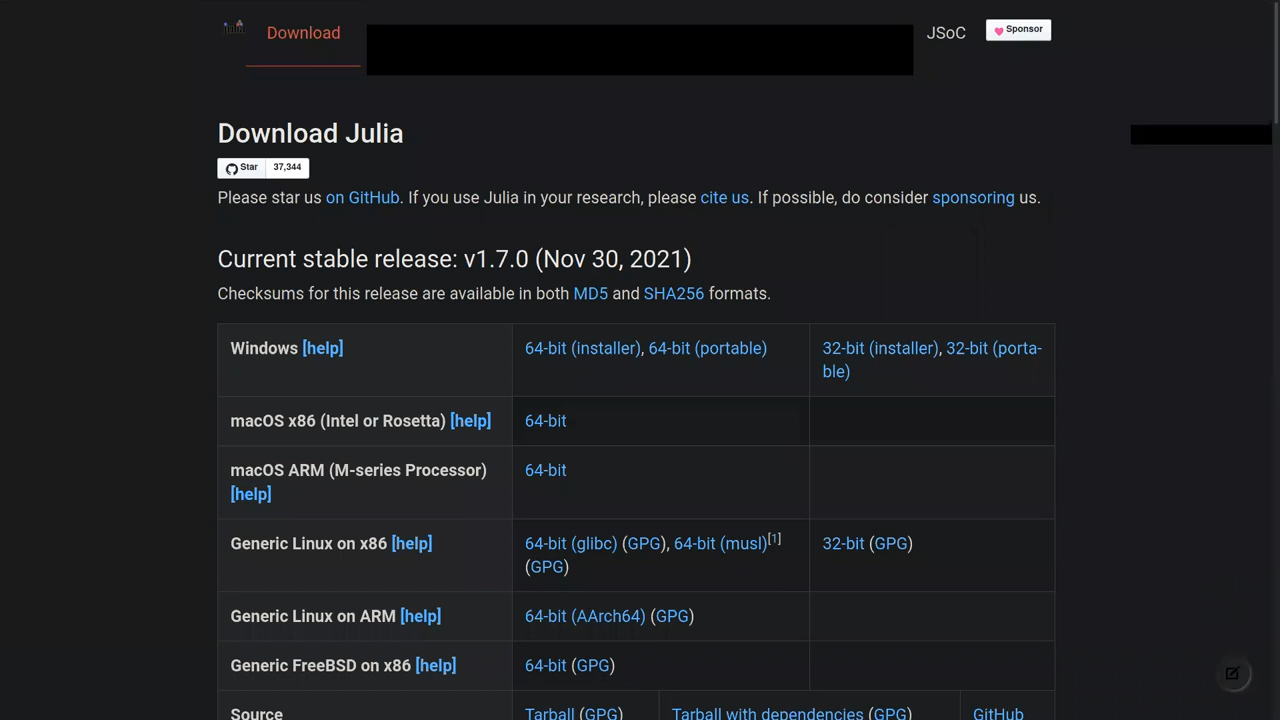 julia
Download
JSoC
Sponsor
Download Julia
Star 37,344
Please star us on GitHub. If you use Julia in your research, please cite us. If possible, do consider sponsoring us.
Current stable release: v1.7.0 (Nov 30, 2021)
Checksums for this release are available in both MD5 and SHA256 formats.
Windows [help]
64-bit (installer), 64-bit (portable)
32-bit (installer), 32-bit (porta-
ble)
macOS x86 (Intel or Rosetta) [help]
64-bit
macOS ARM (M-series Processor)
[help]
64-bit
Generic Linux on x86 [help]
64-bit (glibc) (GPG), 64-bit (musl)[1]
(GPG)
32-bit (GPG)
Generic Linux on ARM [help]
64-bit (AArch64) (GPG)
Generic FreeBSD on x86 [help]
64-bit (GPG)
Source
Tarball (GPG)
Tarball with dependencies (GPG)
GitHub